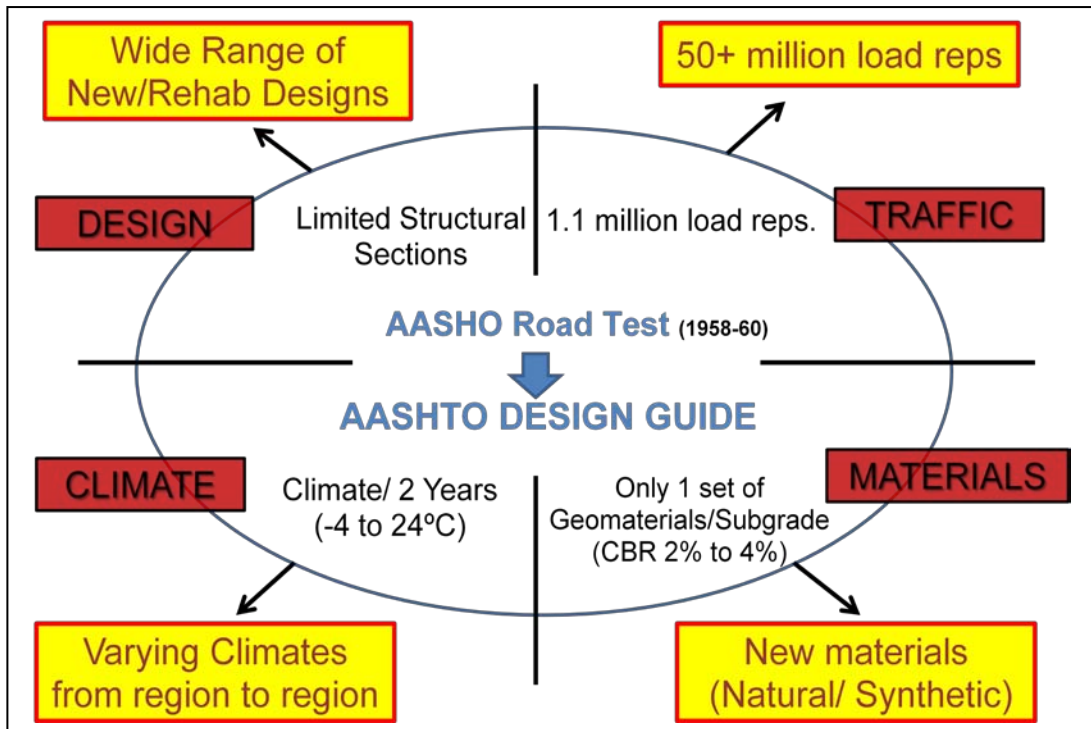 Wide Range of
New/Rehab Designs
50+ million load reps
DESIGN
Limited Structural
Sections
1.1 million load reps.
TRAFFIC
AASHO Road Test (1958-60)
AASHTO DESIGN GUIDE
CLIMATE
Climate/ 2 Years
(-4 to 24ºC)
Only 1 set of
Geomaterials/Subgrade
(CBR 2% to 4%)
MATERIALS
Varying Climates
from region to region
New materials
(Natural/ Synthetic)